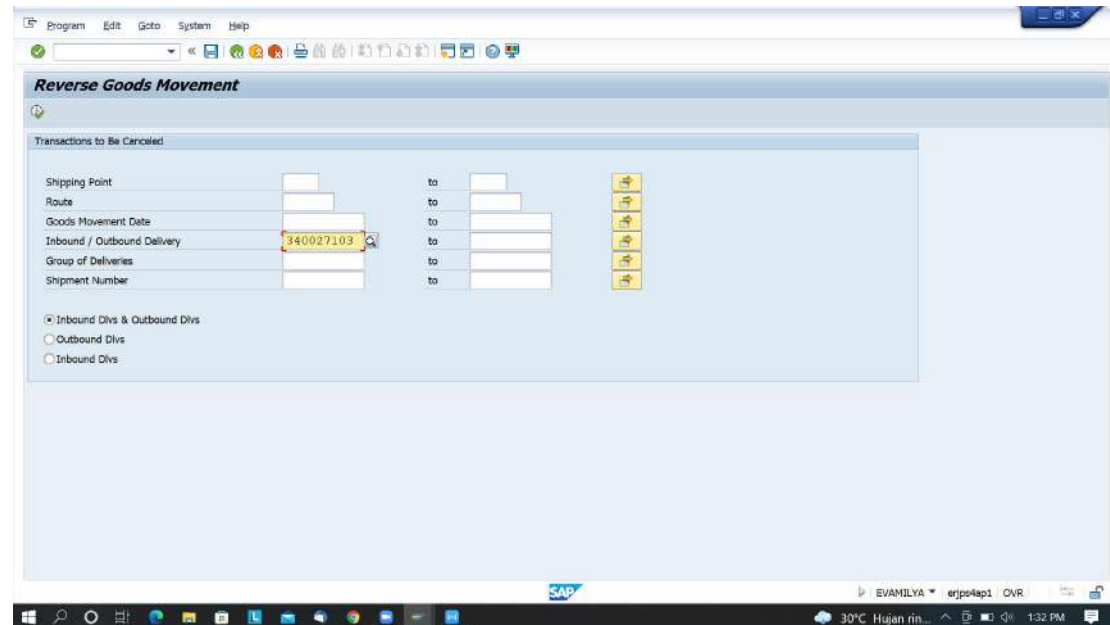 Program Edit Goto System Help
Reverse Goods Movement
Transactions to Be Canceled
Shipping Point to
Route to
Goods Movement Date to
Inbound / Outbound Delivery 340027103 to
Group of Deliveries to
Shipment Number to
Inbound Dlvs & Outbound Dlvs
Outbound Dlvs
Inbound Dlvs
SAP EVAMILYA erjps4ap1 OVR
30°C Hujan rin... 1:32 PM